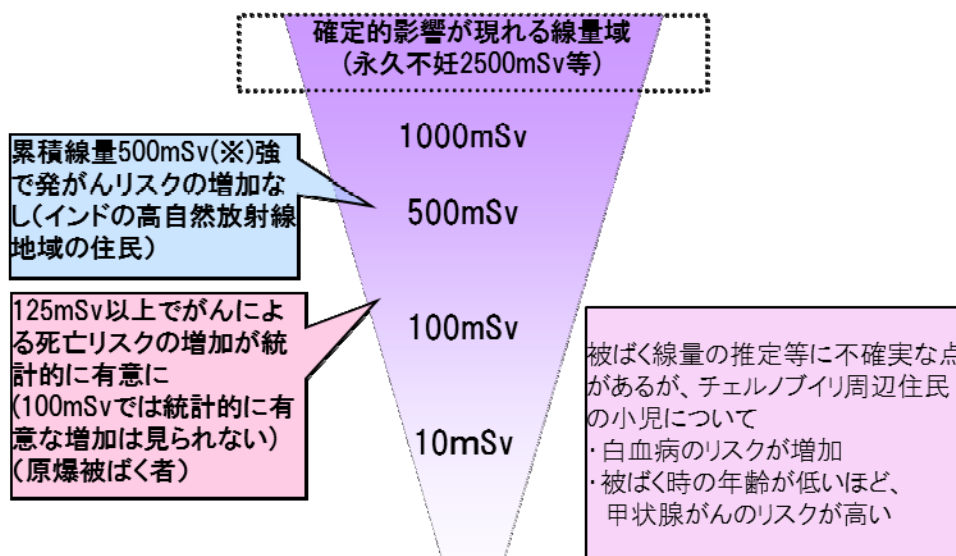 確定的影響が現れる線量域
(永久不妊2500mSv等)
1000mSv
累積線量500mSv(※)強
で発がんリスクの増加な
し(インドの高自然放射線
地域の住民)
500mSv
125mSv以上でがんによ
る死亡リスクの増加が統
計的に有意に
(100mSvでは統計的に有
意な増加は見られない)
(原爆被ばく者)
100mSv
10mSv
被ばく線量の推定等に不確実な点
があるが、チェルノブイリ周辺住民
の小児について
・白血病のリスクが増加
・被ばく時の年齢が低いほど、
甲状腺がんのリスクが高い